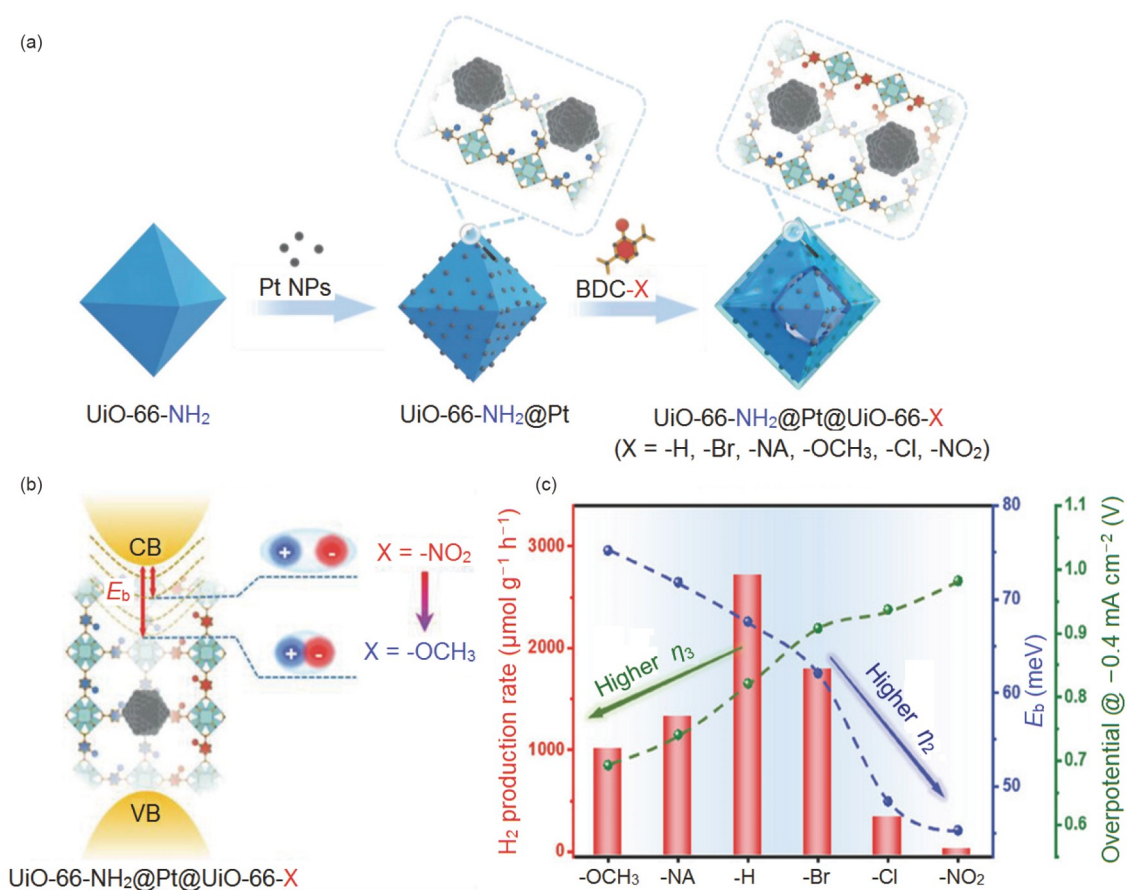 (a)
Pt NPs
BDC-X
UiO-66-NH₂
UiO-66-NH₂@Pt
UiO-66-NH₂@Pt@UiO-66-X
(X = -H, -Br, -NA, -OCH₃, -Cl, -NO₂)
(b)
CB
+
-
X = -NO₂
E_b
+
-
X = -OCH₃
VB
UiO-66-NH₂@Pt@UiO-66-X
(c)
H₂ production rate (μmol g⁻¹ h⁻¹)
3000
2000
1000
0
Higher η₃
Higher η₂
80
70
60
50
E_b (meV)
1.1
1.0
0.9
0.8
0.7
0.6
Overpotential @ −0.4 mA cm⁻² (V)
-OCH₃ -NA -H -Br -Cl -NO₂